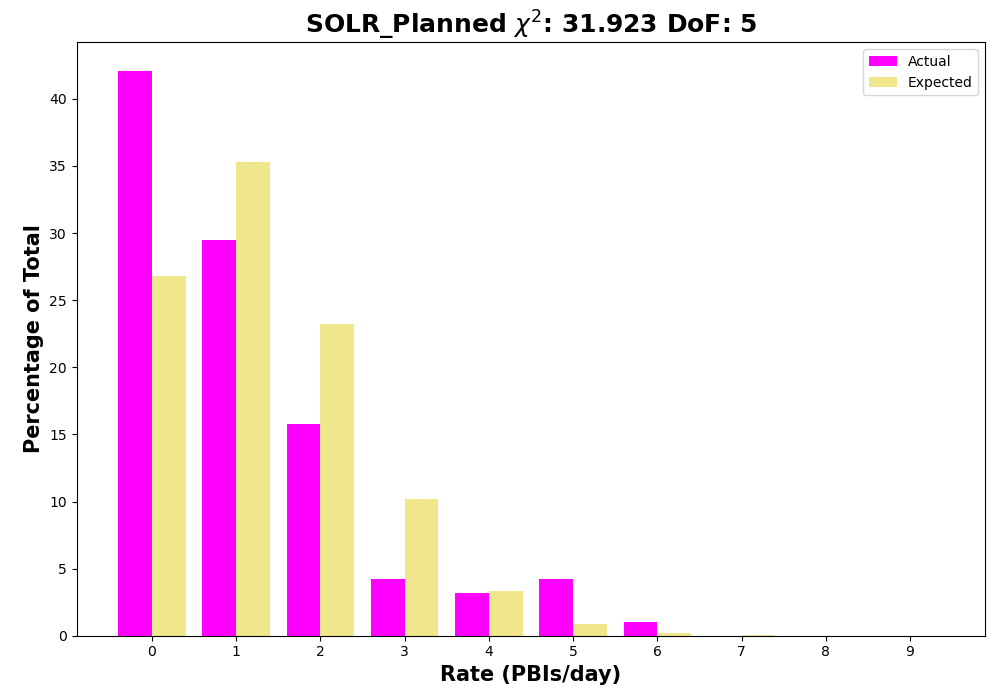 SOLR_Planned χ²: 31.923 DoF: 5
Actual
Expected
Percentage of Total
40
35
30
25
20
15
10
5
0
0 1 2 3 4 5 6 7 8 9
Rate (PBIs/day)